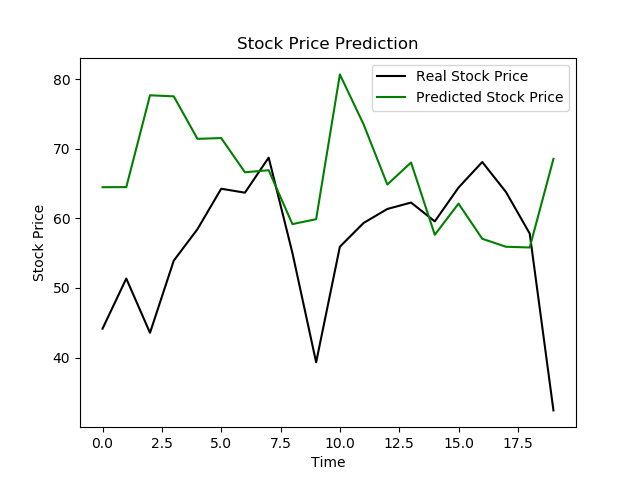 Stock Price Prediction
Real Stock Price
Predicted Stock Price
80
70
60
50
40
Stock Price
0.0 2.5 5.0 7.5 10.0 12.5 15.0 17.5
Time